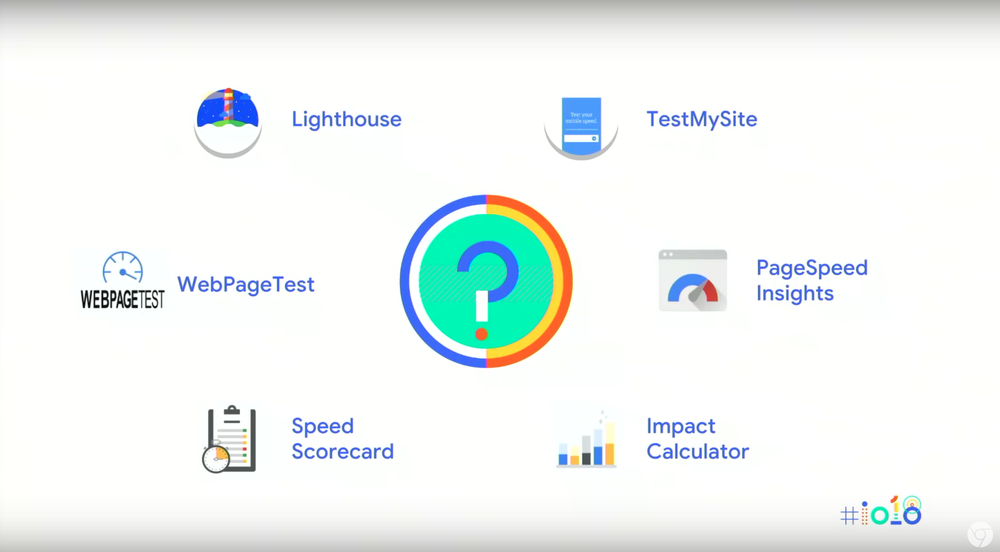 Lighthouse
Test your
mobile speed
TestMySite
WEBPAGETEST
WebPageTest
PageSpeed
Insights
Speed
Scorecard
Impact
Calculator
#io18